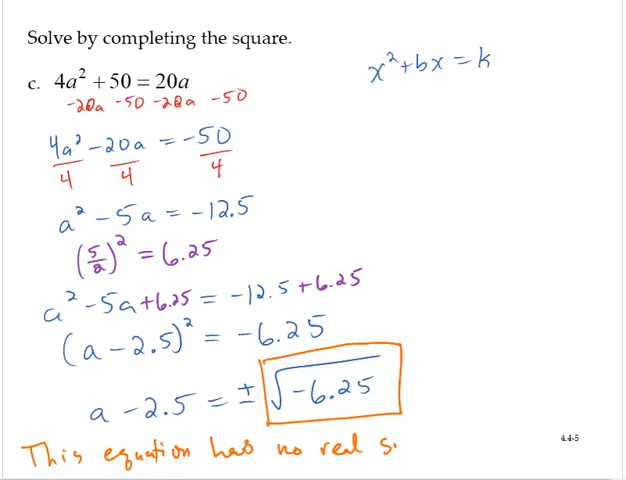 Solve by completing the square.
x² + bx = k
c. 4a² + 50 = 20a
-20a -50 -20a -50
4a² - 20a = -50
4 4 4
a² - 5a = -12.5
(5/2)² = 6.25
a² - 5a + 6.25 = -12.5 + 6.25
(a - 2.5)² = -6.25
a - 2.5 = ± √-6.25
This equation has no real s
4.4-5